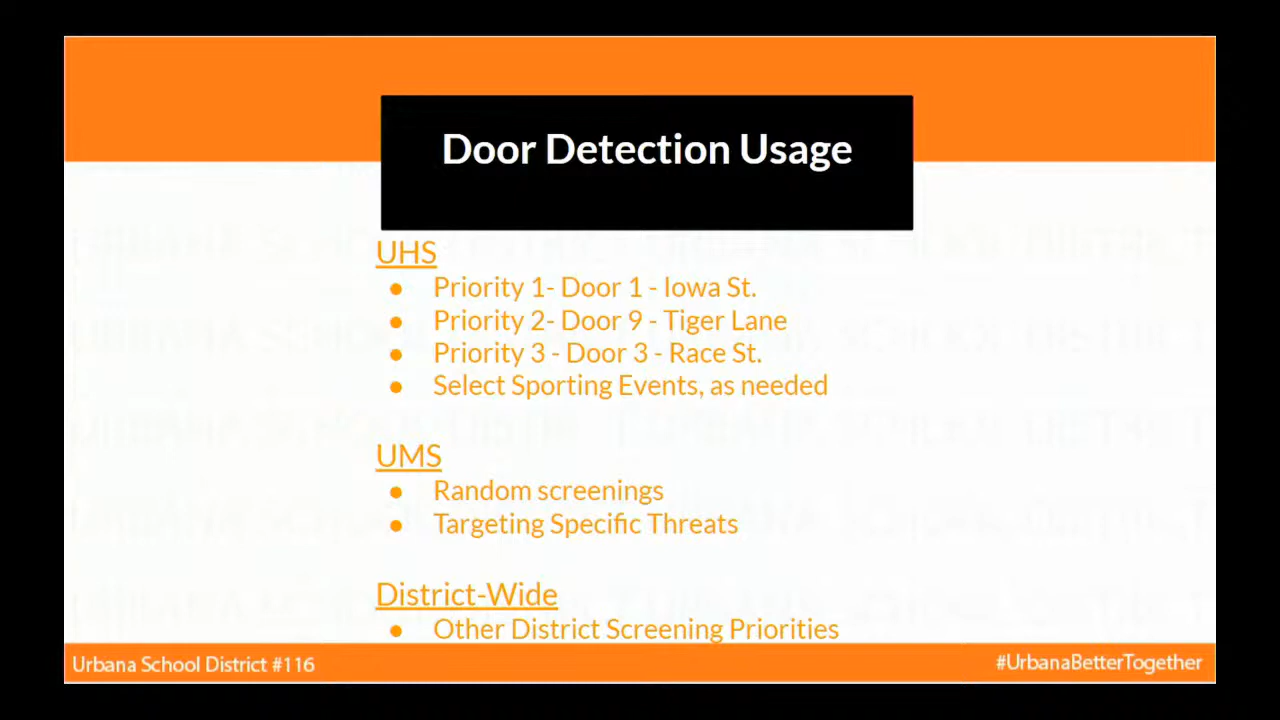 Door Detection Usage
UHS
● Priority 1- Door 1 - Iowa St.
● Priority 2- Door 9 - Tiger Lane
● Priority 3 - Door 3 - Race St.
● Select Sporting Events, as needed
UMS
● Random screenings
● Targeting Specific Threats
District-Wide
● Other District Screening Priorities
Urbana School District #116
#UrbanaBetterTogether